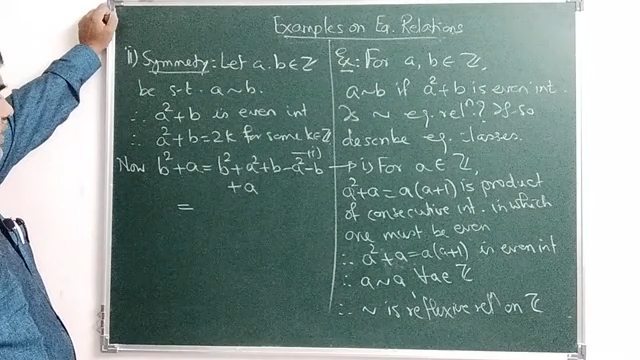 Examples on Eq. Relations
ii) Symmetry: Let a, b ∈ ℤ
be s.t. a ~ b.
∴ a² + b is even int
∴ a² + b = 2k for some k ∈ ℤ
—(i)
Now b² + a = b² + a² + b - a² - b
+ a
=
Ex: For a, b ∈ ℤ,
a ~ b if a² + b is even int.
Is ~ eq. relⁿ? If so
describe eq. classes.
→ i) For a ∈ ℤ,
a² + a = a(a+1) is product
of consecutive int. in which
one must be even
∴ a² + a = a(a+1) is even int
∴ a ~ a ∀ a ∈ ℤ
∴ ~ is reflexive relⁿ on ℤ